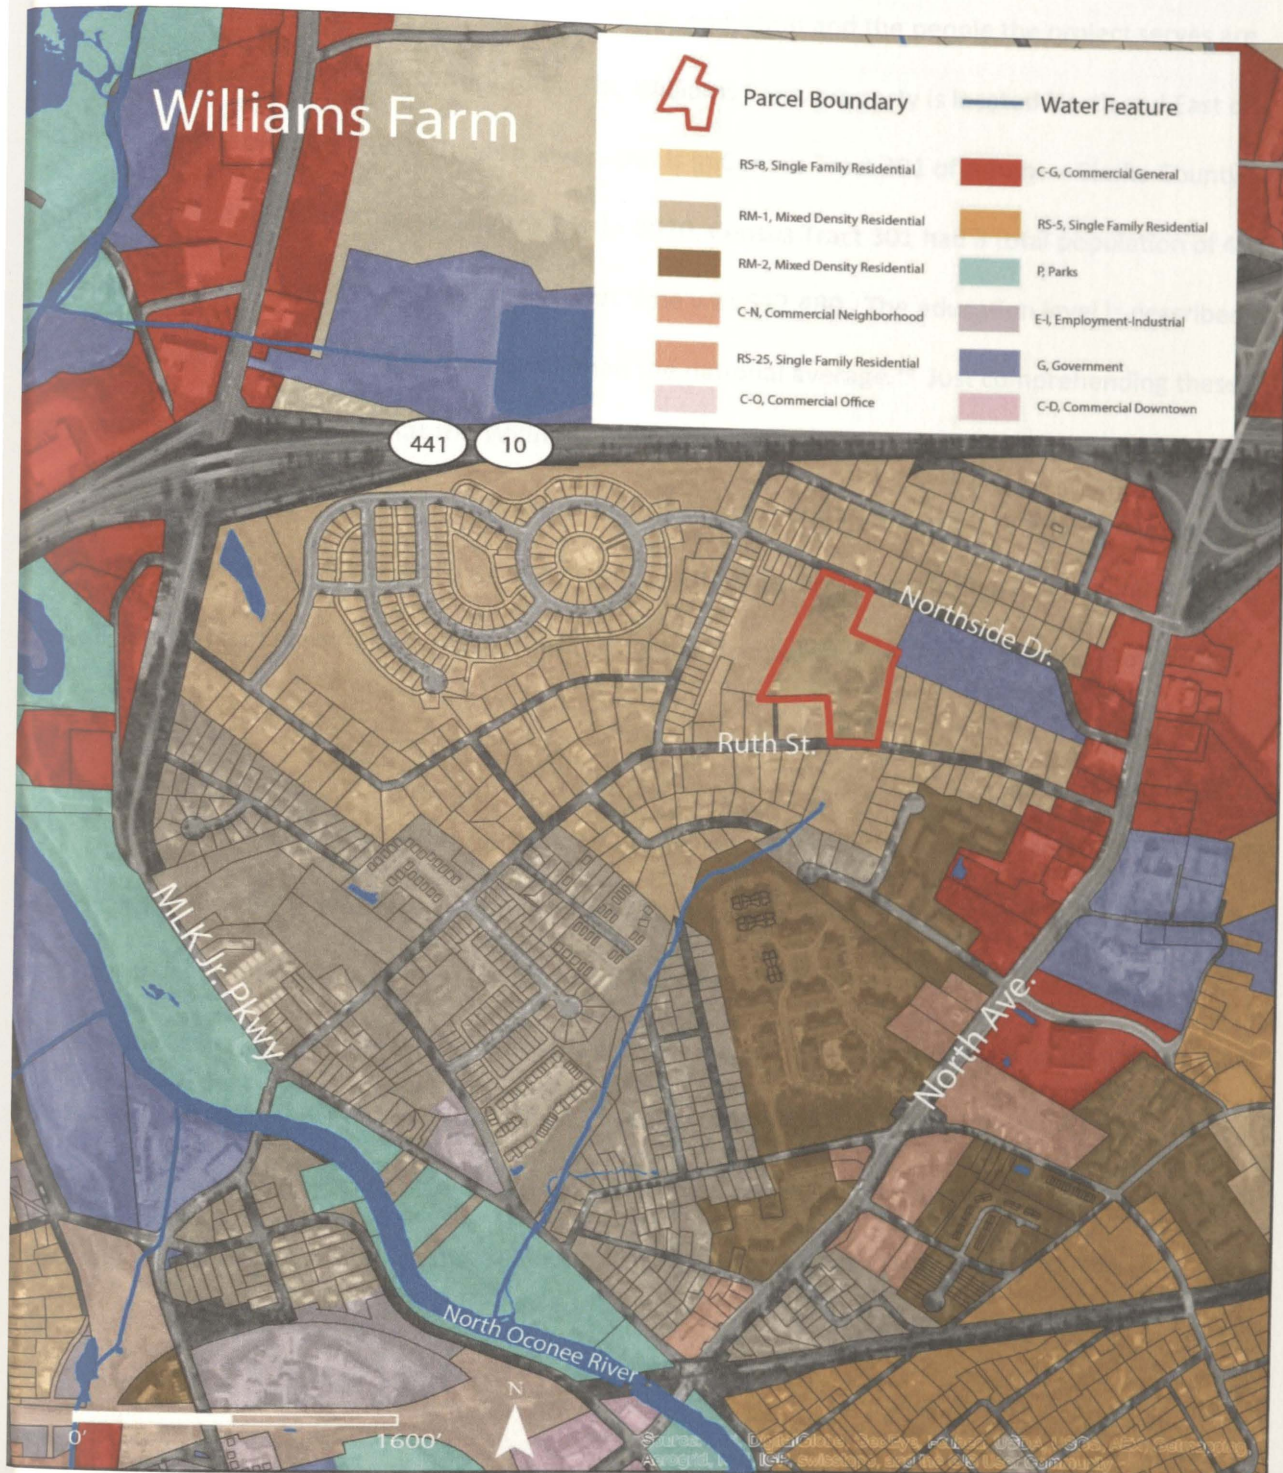 Williams Farm
Parcel Boundary
Water Feature
RS-8, Single Family Residential
C-G, Commercial General
RM-1, Mixed Density Residential
RS-5, Single Family Residential
RM-2, Mixed Density Residential
P, Parks
C-N, Commercial Neighborhood
E-I, Employment-Industrial
RS-25, Single Family Residential
G, Government
C-O, Commercial Office
C-D, Commercial Downtown
441
10
Northside Dr.
Ruth St.
MLK Jr. Pkwy
North Ave.
North Oconee River
N
0'
1600'